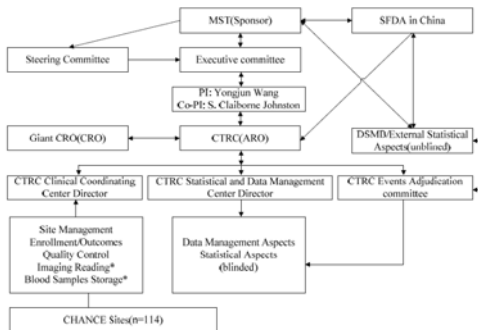 MST(Sponsor)
SFDA in China
Steering Committee
Executive committee
PI: Yongjun Wang
Co-PI: S. Claiborne Johnston
Giant CRO(CRO)
CTRC(ARO)
DSMB/External Statistical
Aspects(unblined)
CTRC Clinical Coordinating
Center Director
CTRC Statistical and Data Management
Center Director
CTRC Events Adjudication
committee
Site Management
Enrollment/Outcomes
Quality Control
Imaging Reading*
Blood Samples Storage*
Data Management Aspects
Statistical Aspects
(blinded)
CHANCE Sites(n=114)